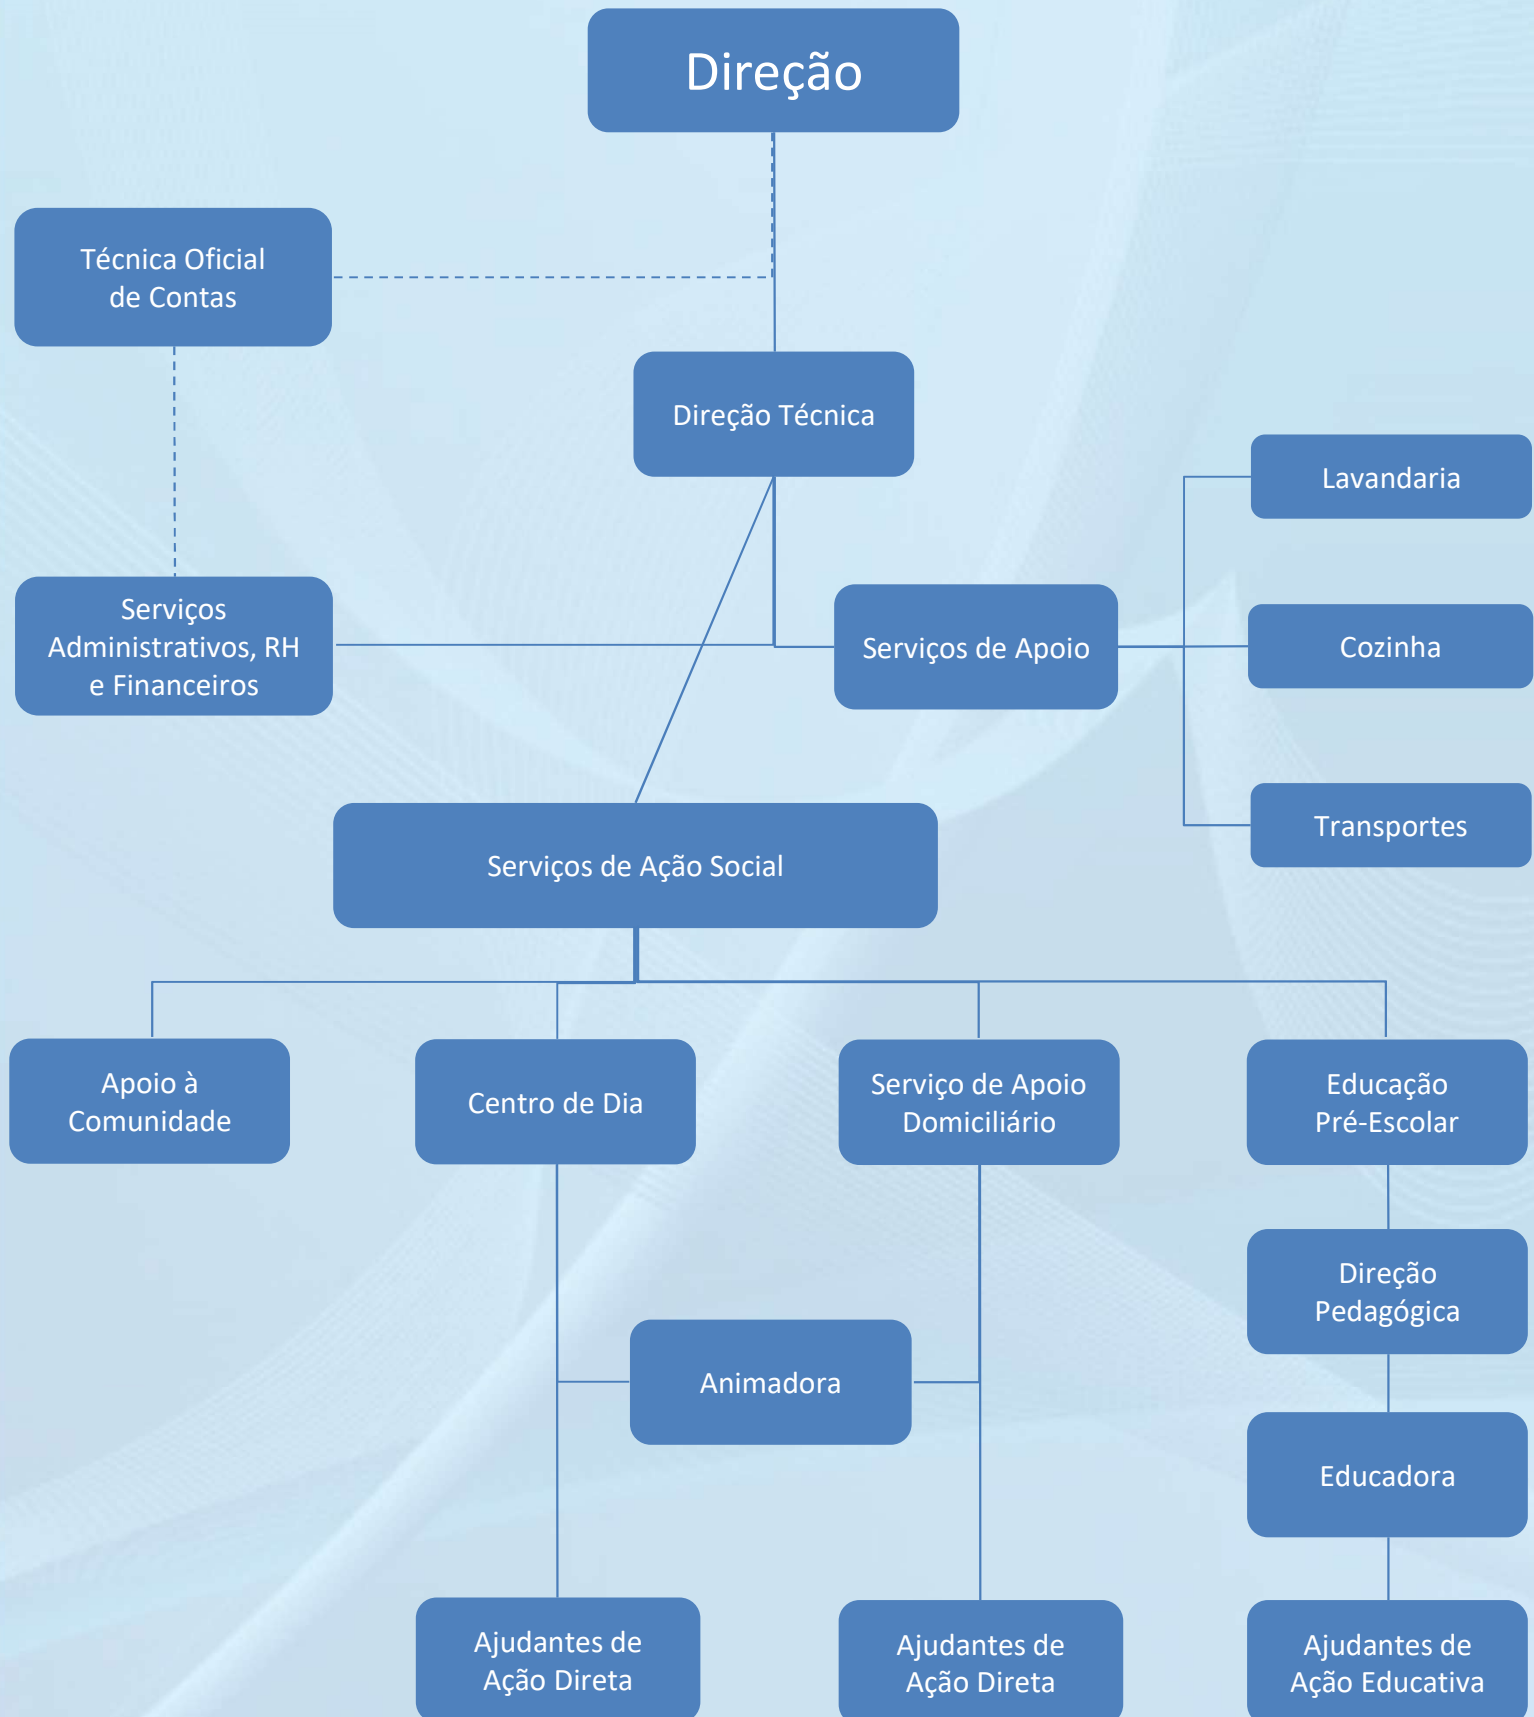 Direção
Técnica Oficial
de Contas
Direção Técnica
Lavandaria
Serviços
Administrativos, RH
e Financeiros
Serviços de Apoio
Cozinha
Transportes
Serviços de Ação Social
Apoio à
Comunidade
Centro de Dia
Serviço de Apoio
Domiciliário
Educação
Pré-Escolar
Direção
Pedagógica
Animadora
Educadora
Ajudantes de
Ação Direta
Ajudantes de
Ação Direta
Ajudantes de
Ação Educativa